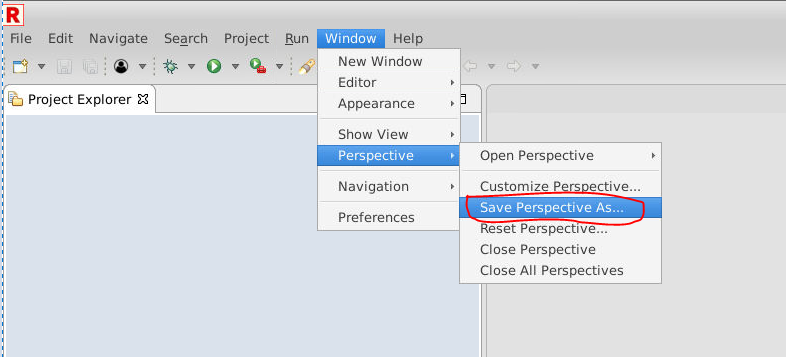 R
File Edit Navigate Search Project Run Window Help
New Window
Editor
Appearance
Project Explorer
Show View
Perspective
Open Perspective
Navigation
Customize Perspective...
Save Perspective As...
Preferences
Reset Perspective...
Close Perspective
Close All Perspectives